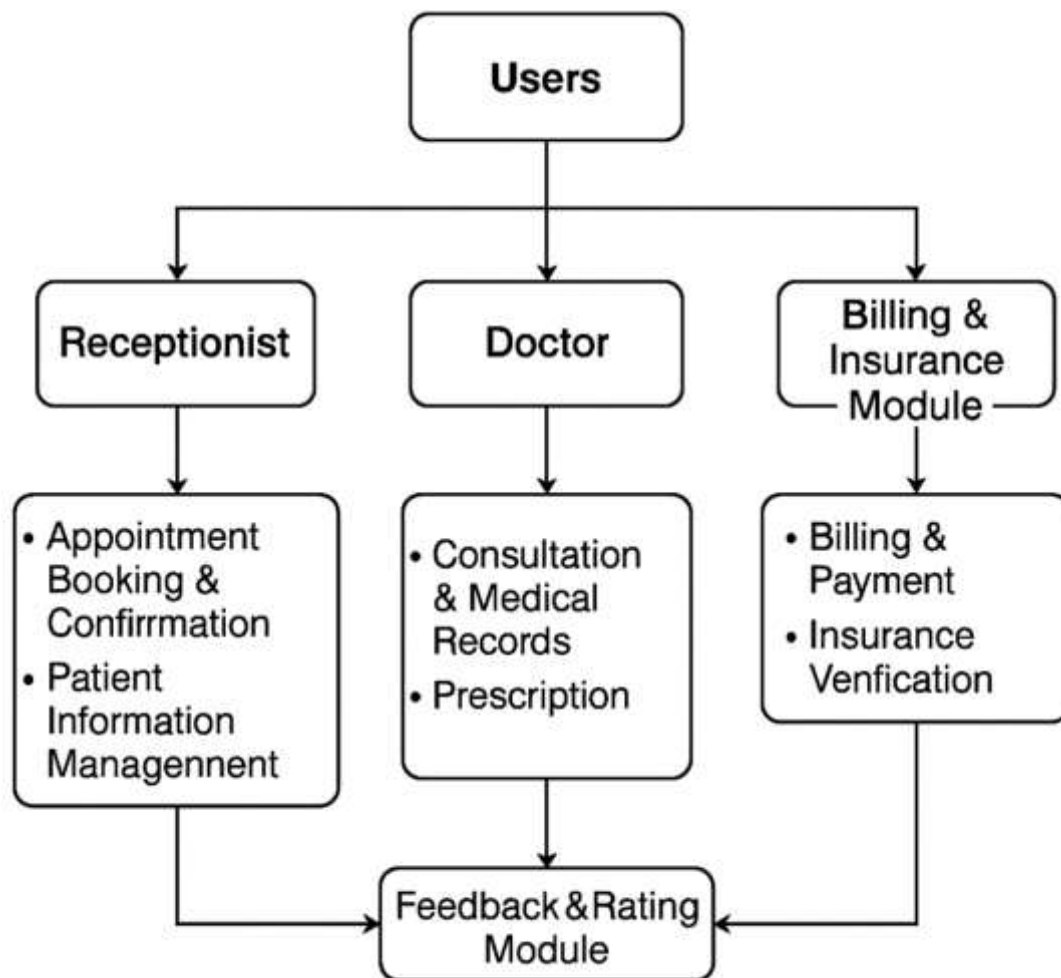 Users
Receptionist
Doctor
Billing &
Insurance
Module
• Appointment
Booking &
Confirrmation
• Patient
Information
Managennent
• Consultation
& Medical
Records
• Prescription
• Billing &
Payment
• Insurance
Venfication
Feedback & Rating
Module